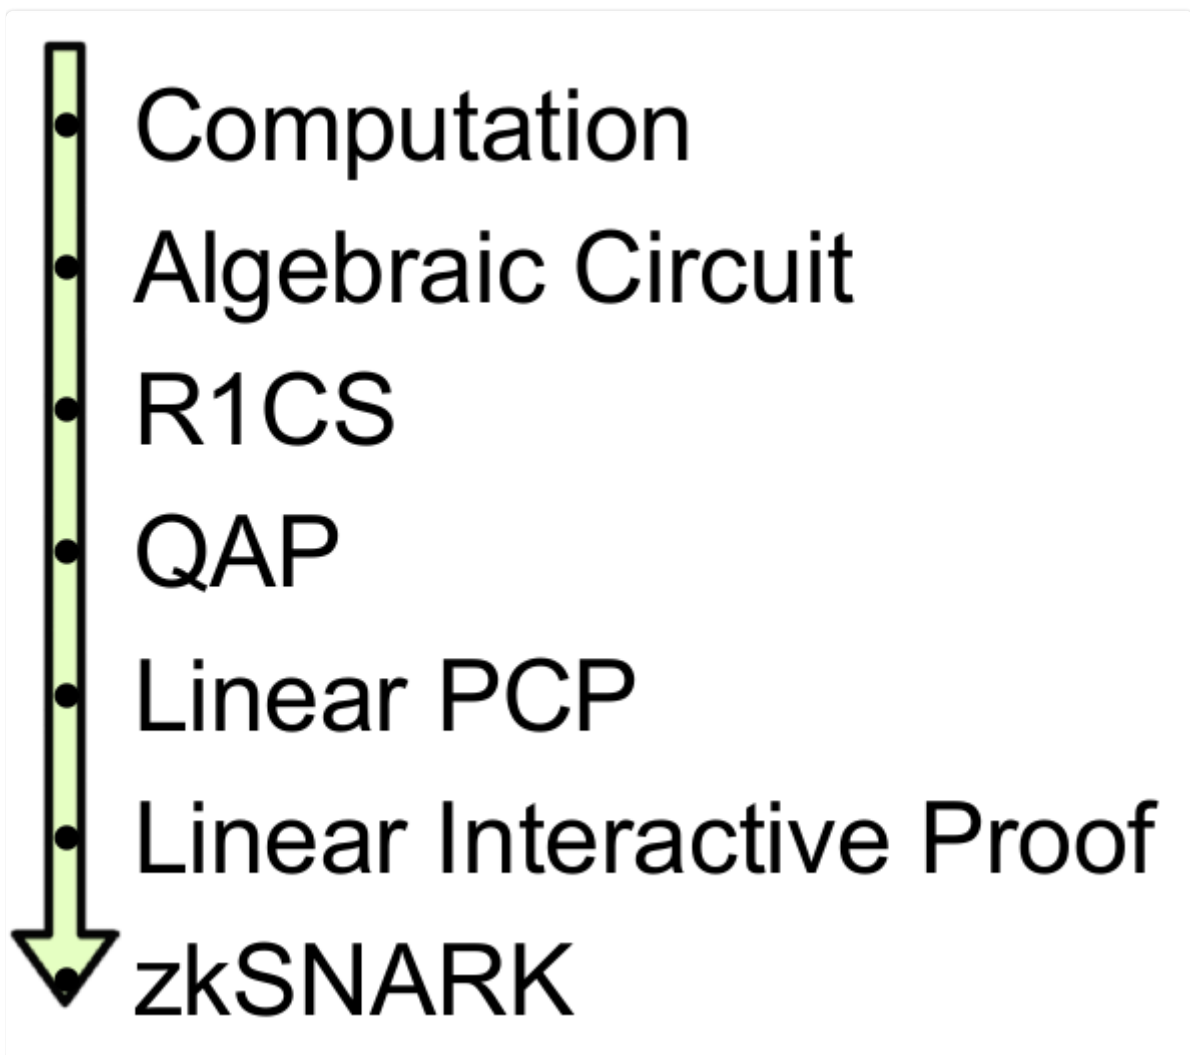 Computation
Algebraic Circuit
R1CS
QAP
Linear PCP
Linear Interactive Proof
zkSNARK